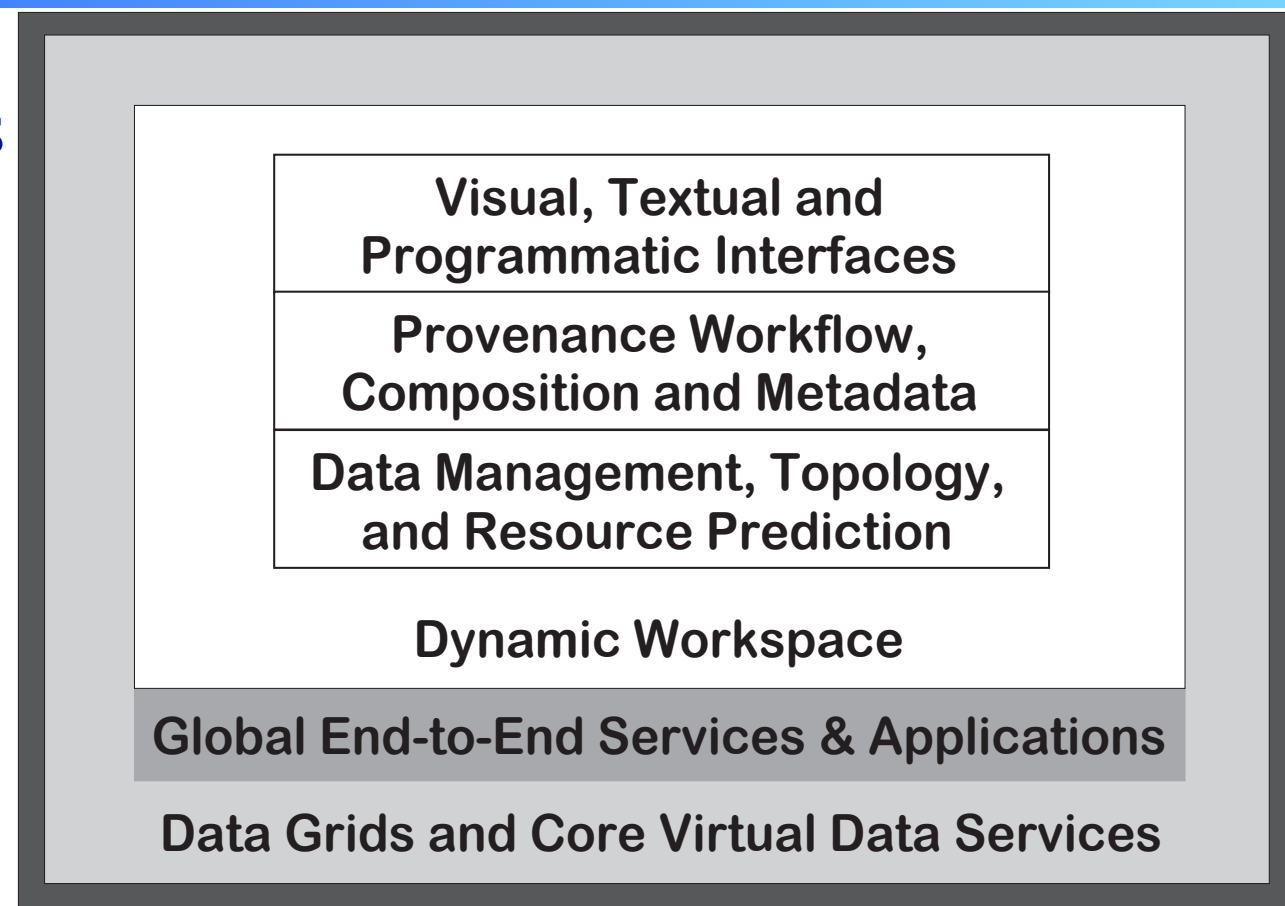 s
Visual, Textual and
Programmatic Interfaces
Provenance Workflow,
Composition and Metadata
Data Management, Topology,
and Resource Prediction
Dynamic Workspace
Global End-to-End Services & Applications
Data Grids and Core Virtual Data Services